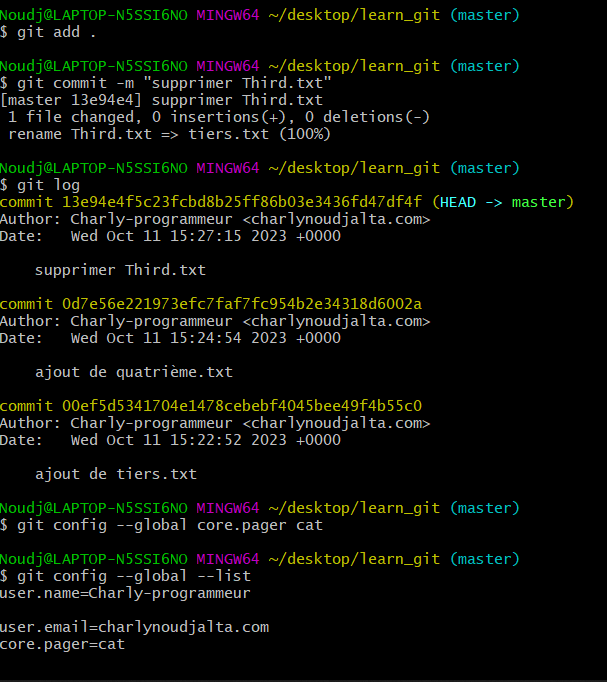 Noudj@LAPTOP-N5SSI6NO MINGW64 ~/desktop/learn_git (master)
$ git add .
Noudj@LAPTOP-N5SSI6NO MINGW64 ~/desktop/learn_git (master)
$ git commit -m "supprimer Third.txt"
[master 13e94e4] supprimer Third.txt
1 file changed, 0 insertions(+), 0 deletions(-)
rename Third.txt => tiers.txt (100%)
Noudj@LAPTOP-N5SSI6NO MINGW64 ~/desktop/learn_git (master)
$ git log
commit 13e94e4f5c23fcbd8b25ff86b03e3436fd47df4f (HEAD -> master)
Author: Charly-programmeur <charlynoudjalta.com>
Date:   Wed Oct 11 15:27:15 2023 +0000
supprimer Third.txt
commit 0d7e56e221973efc7faf7fc954b2e34318d6002a
Author: Charly-programmeur <charlynoudjalta.com>
Date:   Wed Oct 11 15:24:54 2023 +0000
ajout de quatrième.txt
commit 00ef5d5341704e1478cebebf4045bee49f4b55c0
Author: Charly-programmeur <charlynoudjalta.com>
Date:   Wed Oct 11 15:22:52 2023 +0000
ajout de tiers.txt
Noudj@LAPTOP-N5SSI6NO MINGW64 ~/desktop/learn_git (master)
$ git config --global core.pager cat
Noudj@LAPTOP-N5SSI6NO MINGW64 ~/desktop/learn_git (master)
$ git config --global --list
user.name=Charly-programmeur
user.email=charlynoudjalta.com
core.pager=cat